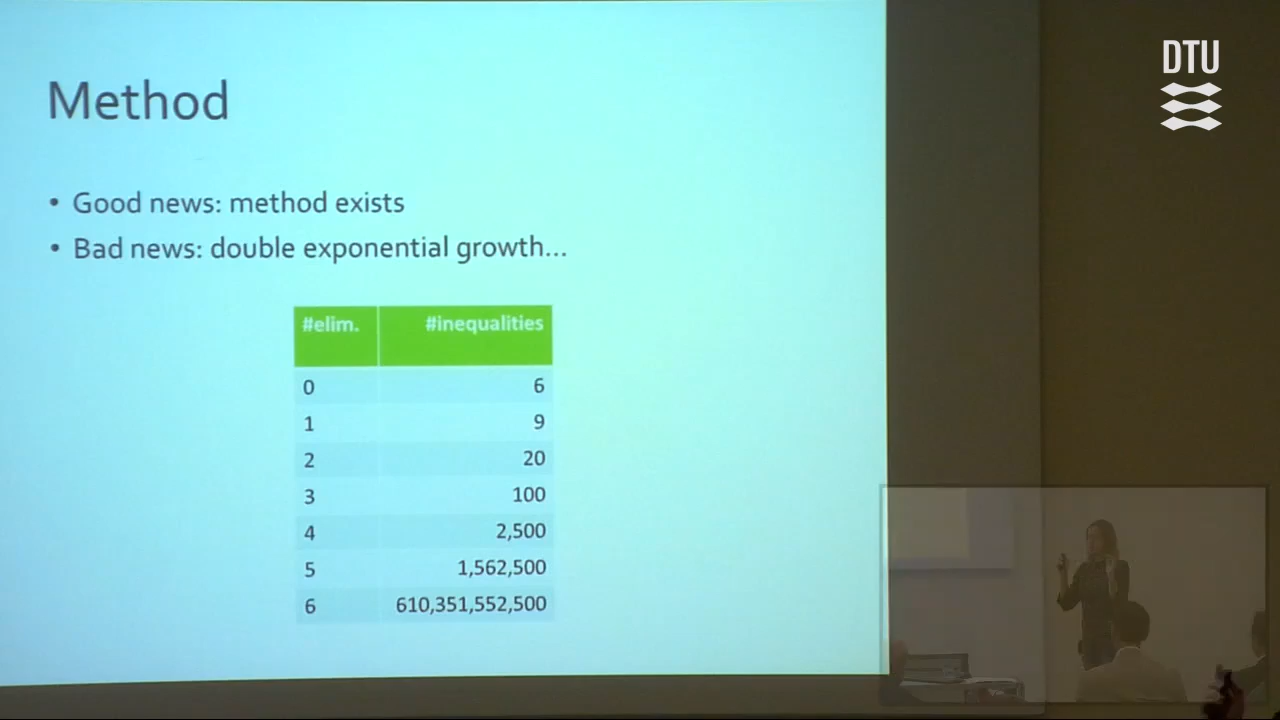 DTU
Method
• Good news: method exists
• Bad news: double exponential growth...
#elim. #inequalities
0 6
1 9
2 20
3 100
4 2,500
5 1,562,500
6 610,351,552,500